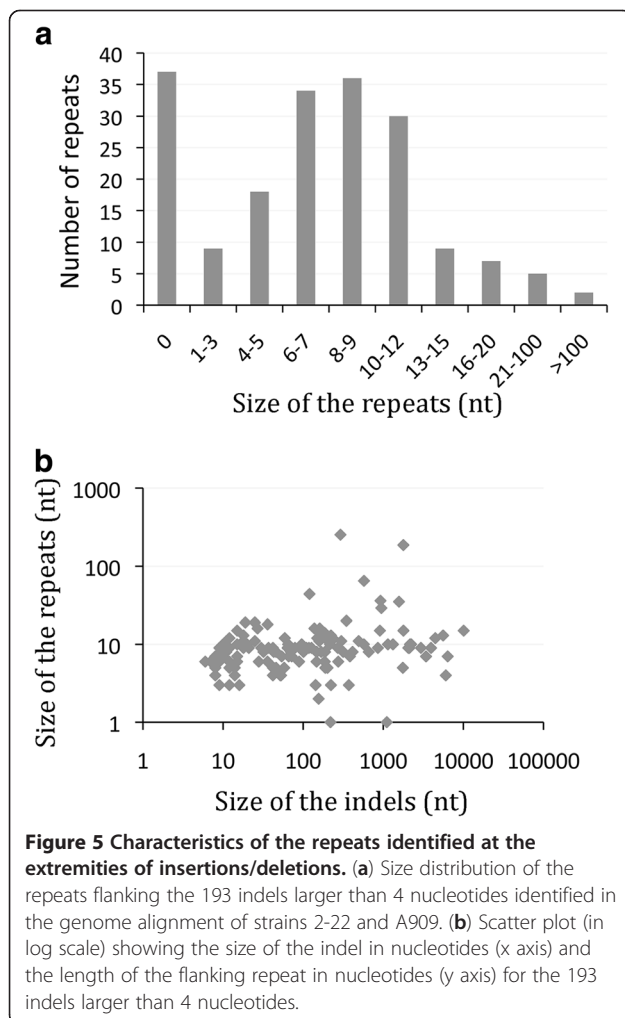 a
40
35
30
25
20
15
10
5
0
Number of repeats
0 1-3 4-5 6-7 8-9 10-12 13-15 16-20 21-100 >100
Size of the repeats (nt)
b
1000
100
10
1
Size of the repeats (nt)
1 10 100 1000 10000 100000
Size of the indels (nt)
Figure 5 Characteristics of the repeats identified at the
extremities of insertions/deletions. (a) Size distribution of the
repeats flanking the 193 indels larger than 4 nucleotides identified in
the genome alignment of strains 2-22 and A909. (b) Scatter plot (in
log scale) showing the size of the indel in nucleotides (x axis) and
the length of the flanking repeat in nucleotides (y axis) for the 193
indels larger than 4 nucleotides.